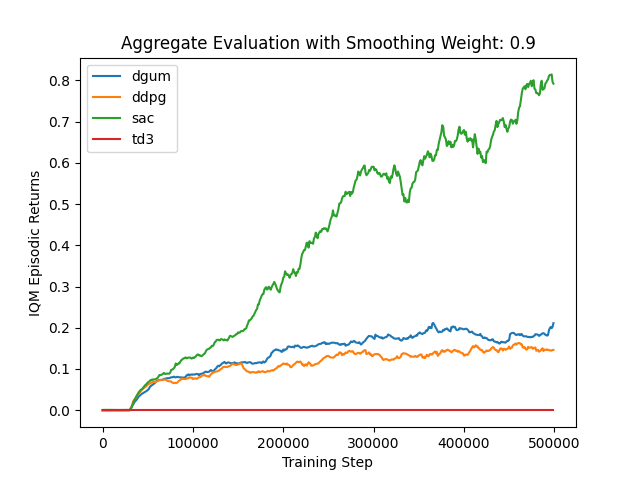 Aggregate Evaluation with Smoothing Weight: 0.9
dgum
ddpg
sac
td3
IQM Episodic Returns
0.8
0.7
0.6
0.5
0.4
0.3
0.2
0.1
0.0
0 100000 200000 300000 400000 500000
Training Step